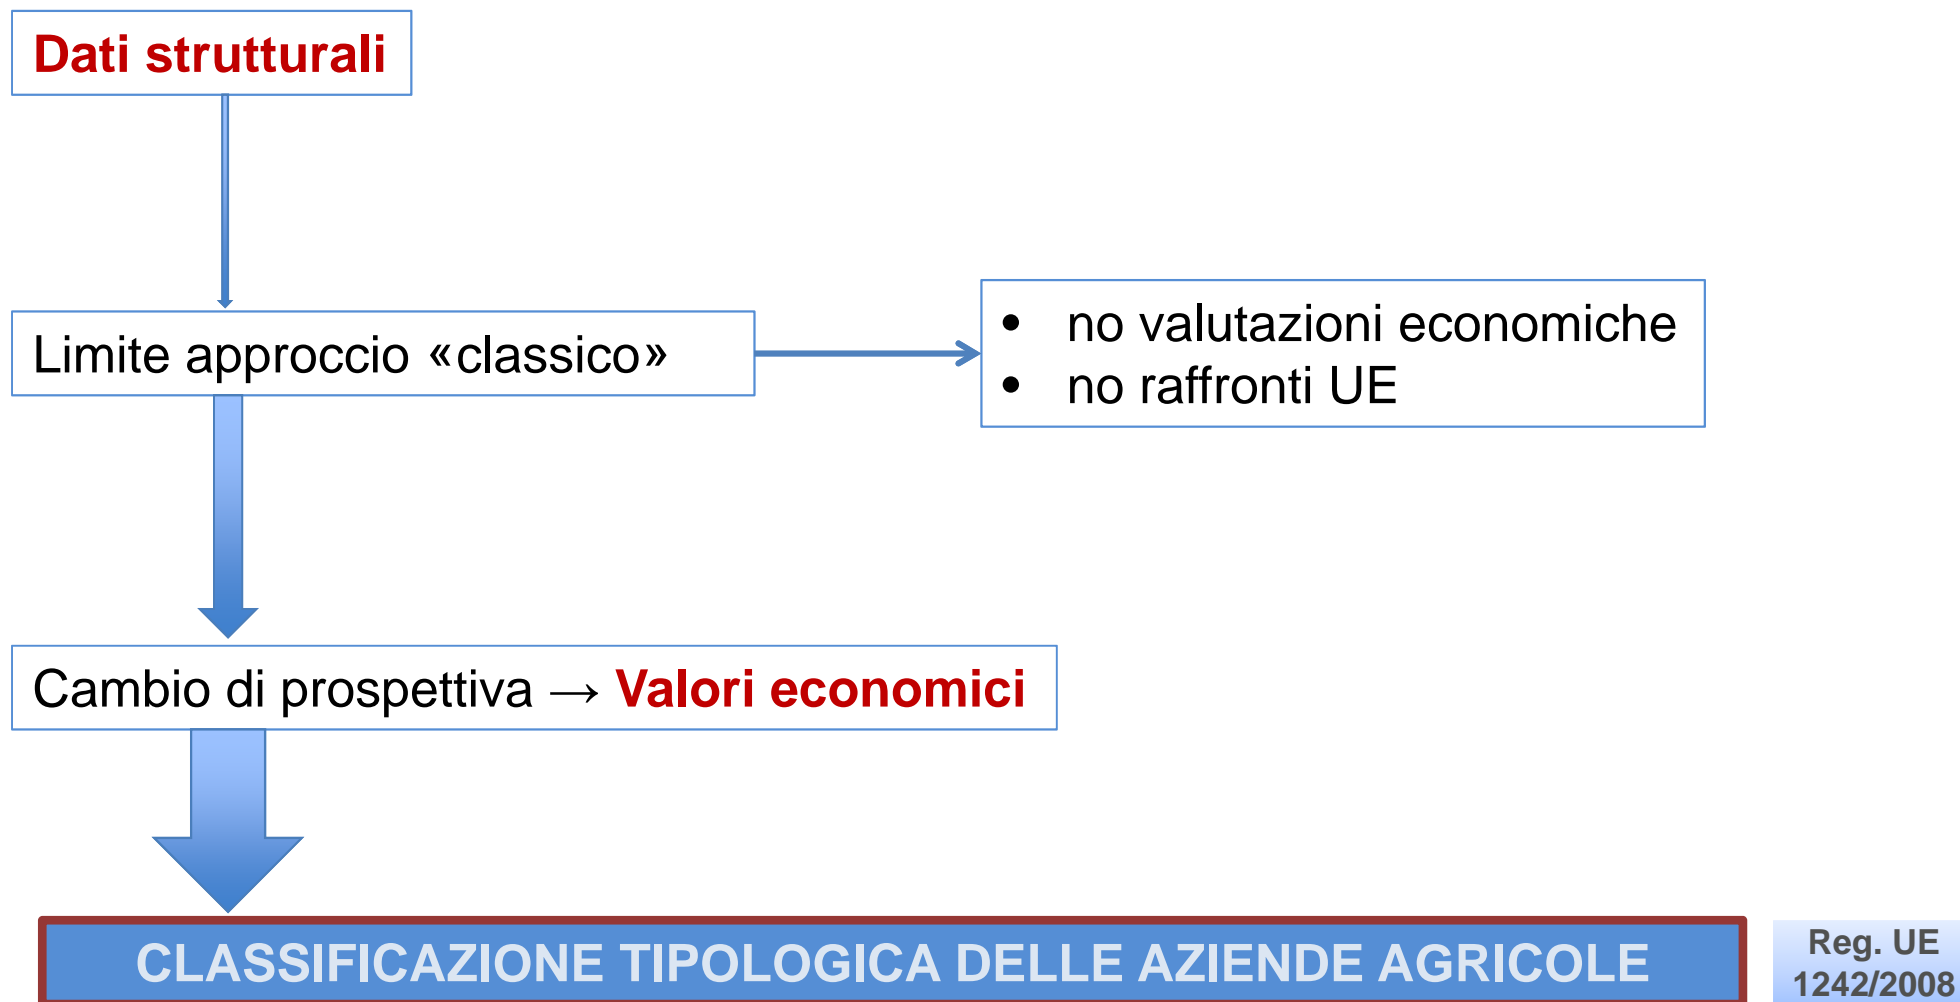 Dati strutturali
Limite approccio «classico»
• no valutazioni economiche
• no raffronti UE
Cambio di prospettiva → Valori economici
CLASSIFICAZIONE TIPOLOGICA DELLE AZIENDE AGRICOLE
Reg. UE
1242/2008